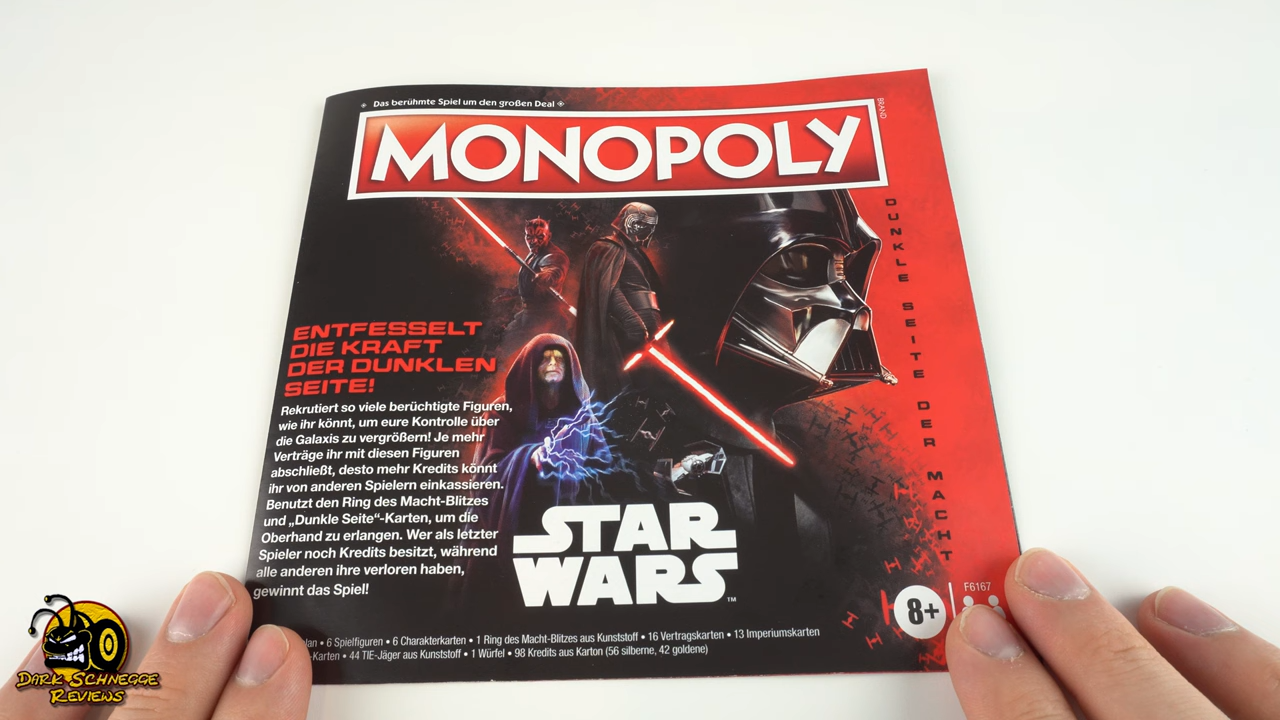 Das berühmte Spiel um den großen Deal
BRAND
MONOPOLY
DUNKLE SEITE DER MACHT
ENTFESSELT
DIE KRAFT
DER DUNKLEN
SEITE!
Rekrutiert so viele berüchtigte Figuren,
wie ihr könnt, um eure Kontrolle über
die Galaxis zu vergrößern! Je mehr
Verträge ihr mit diesen Figuren
abschließt, desto mehr Kredits könnt
ihr von anderen Spielern einkassieren.
Benutzt den Ring des Macht-Blitzes
und „Dunkle Seite“-Karten, um die
Oberhand zu erlangen. Wer als letzter
Spieler noch Kredits besitzt, während
alle anderen ihre verloren haben,
gewinnt das Spiel!
STAR
WARS™
F6167
8+
• 6 Spielfiguren • 6 Charakterkarten • 1 Ring des Macht-Blitzes aus Kunststoff • 16 Vertragskarten • 13 Imperiumskarten
-Karten • 44 TIE-Jäger aus Kunststoff • 1 Würfel • 98 Kredits aus Karton (56 silberne, 42 goldene)
DARK SCHNEGGE
REVIEWS